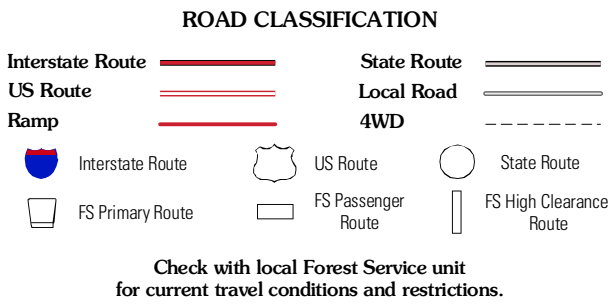 ROAD CLASSIFICATION
Interstate Route
State Route
US Route
Local Road
Ramp
4WD
Interstate Route
US Route
State Route
FS Primary Route
FS Passenger
Route
FS High Clearance
Route
Check with local Forest Service unit
for current travel conditions and restrictions.